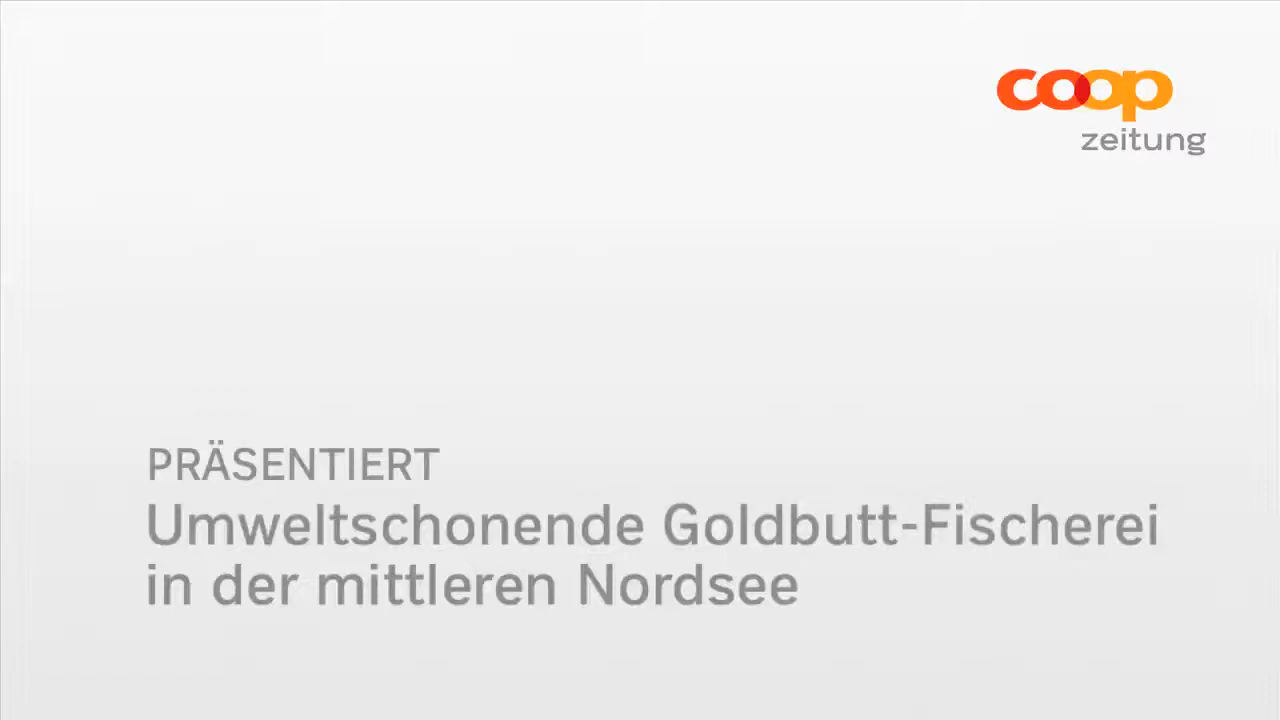 coop
zeitung
PRÄSENTIERT
Umweltschonende Goldbutt-Fischerei
in der mittleren Nordsee